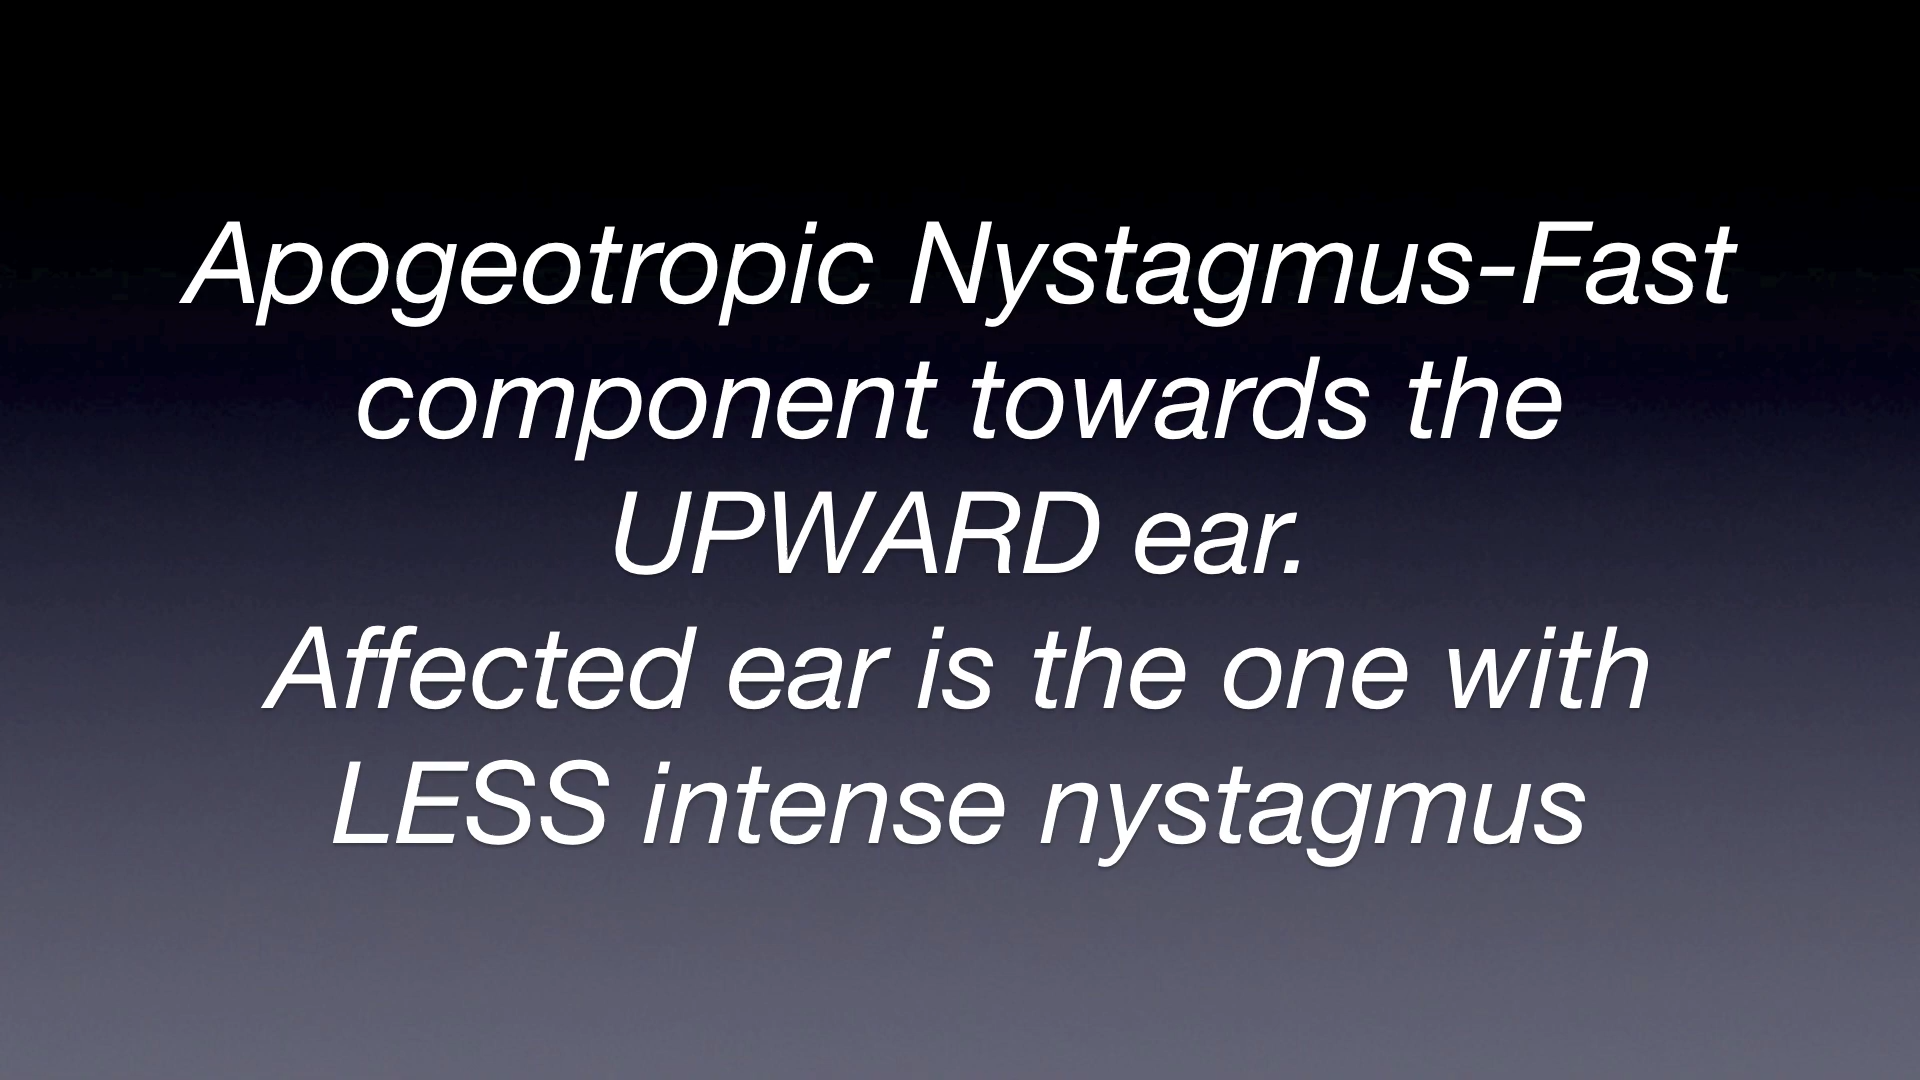 Apogeotropic Nystagmus-Fast
component towards the
UPWARD ear.
Affected ear is the one with
LESS intense nystagmus